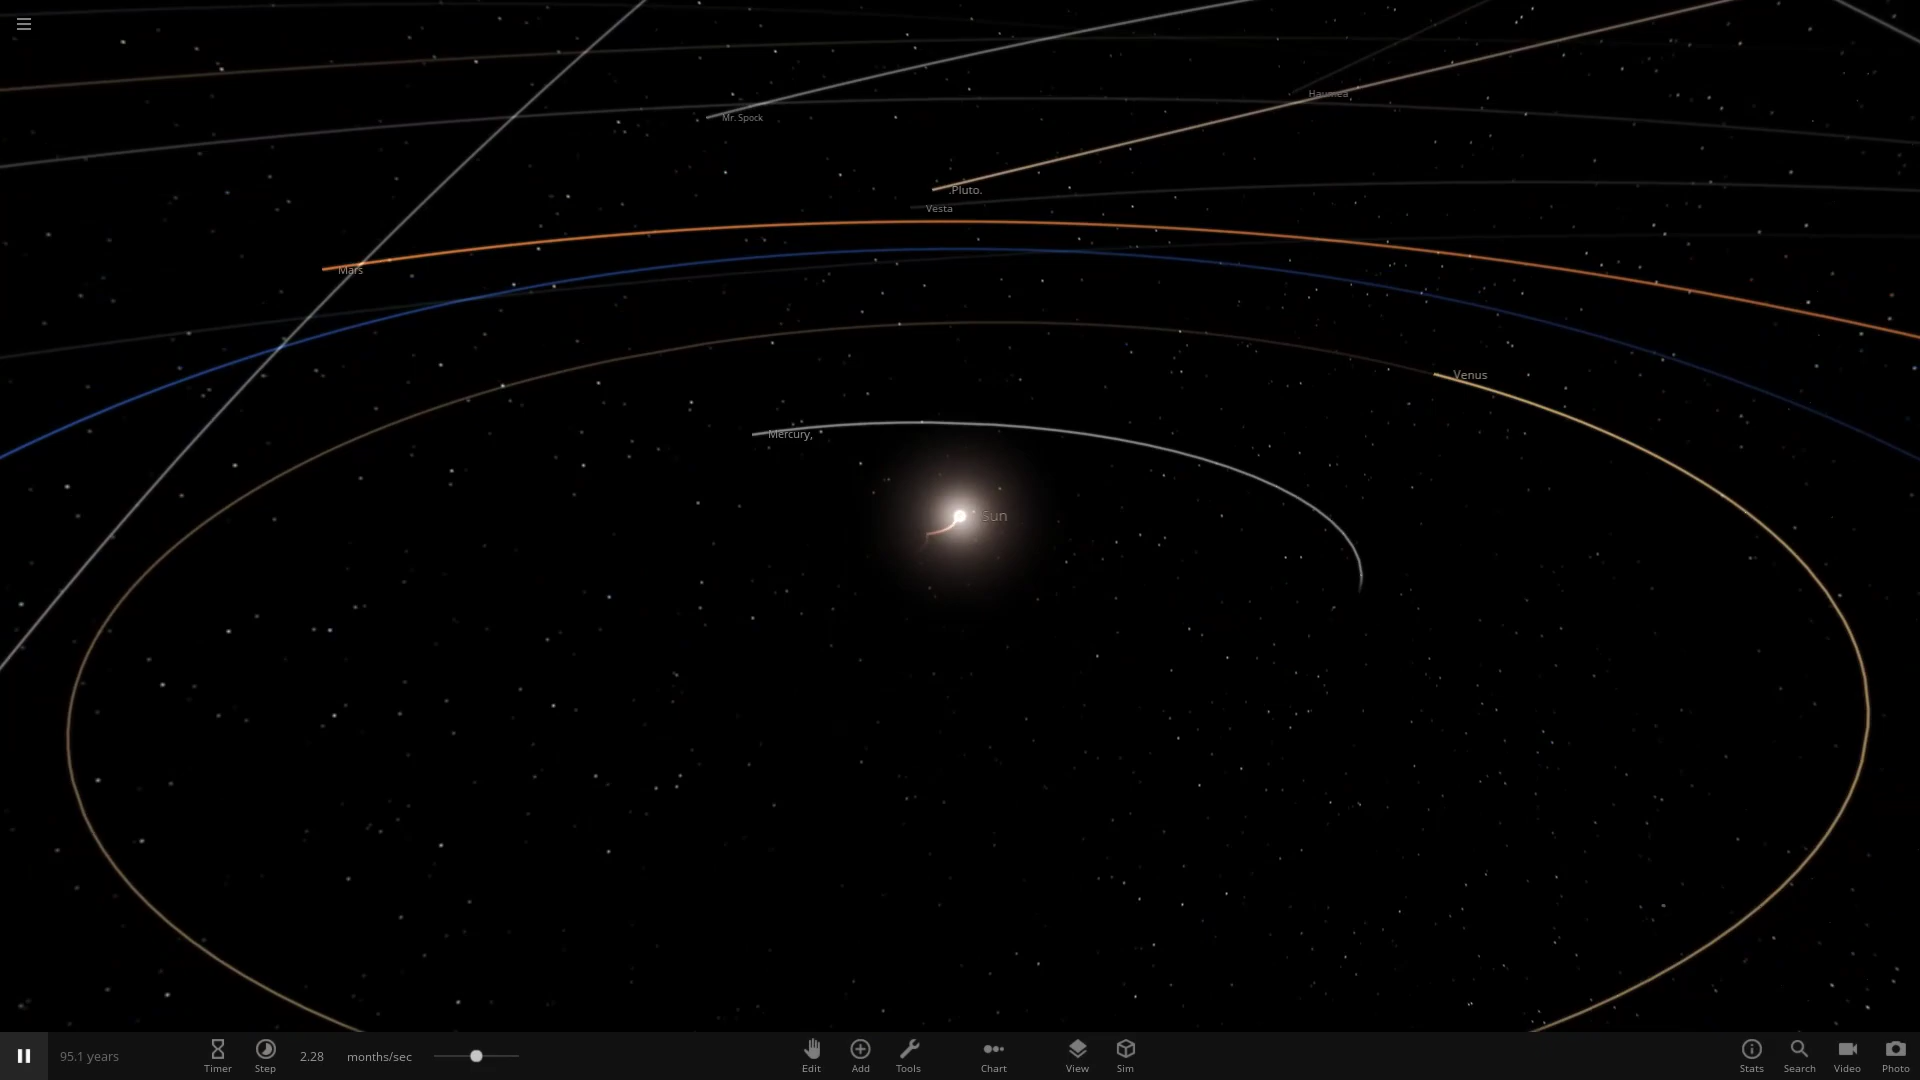 Haumea
Mr. Spock
Pluto
Vesta
Mars
Venus
Mercury
Sun
95.1 years
Timer
Step
2.28 months/sec
Edit
Add
Tools
Chart
View
Sim
Stats
Search
Video
Photo